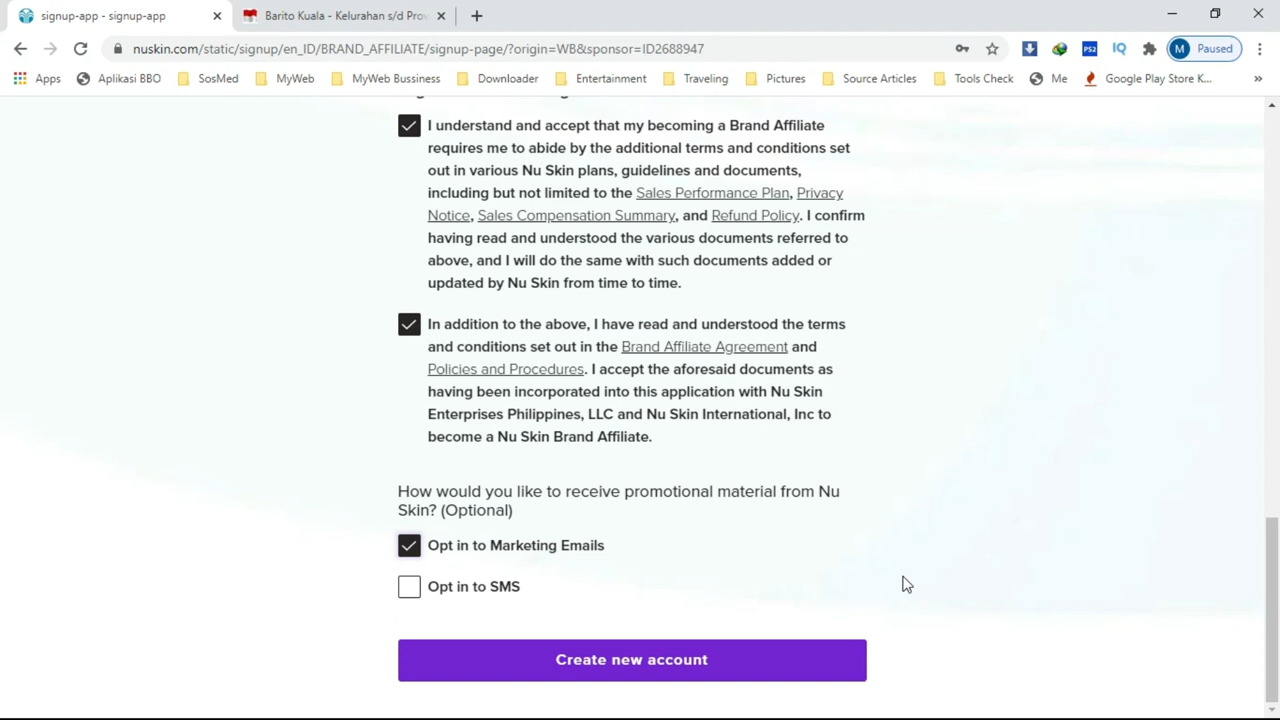 signup-app - signup-app
Barito Kuala - Kelurahan s/d Prov
nuskin.com/static/signup/en_ID/BRAND_AFFILIATE/signup-page/?origin=WB&sponsor=ID2688947
PS2
IQ
M
Paused
Apps
Aplikasi BBO
SosMed
MyWeb
MyWeb Bussiness
Downloader
Entertainment
Traveling
Pictures
Source Articles
Tools Check
Me
Google Play Store K...
»
I understand and accept that my becoming a Brand Affiliate
requires me to abide by the additional terms and conditions set
out in various Nu Skin plans, guidelines and documents,
including but not limited to the Sales Performance Plan, Privacy
Notice, Sales Compensation Summary, and Refund Policy. I confirm
having read and understood the various documents referred to
above, and I will do the same with such documents added or
updated by Nu Skin from time to time.
In addition to the above, I have read and understood the terms
and conditions set out in the Brand Affiliate Agreement and
Policies and Procedures. I accept the aforesaid documents as
having been incorporated into this application with Nu Skin
Enterprises Philippines, LLC and Nu Skin International, Inc to
become a Nu Skin Brand Affiliate.
How would you like to receive promotional material from Nu
Skin? (Optional)
Opt in to Marketing Emails
Opt in to SMS
Create new account